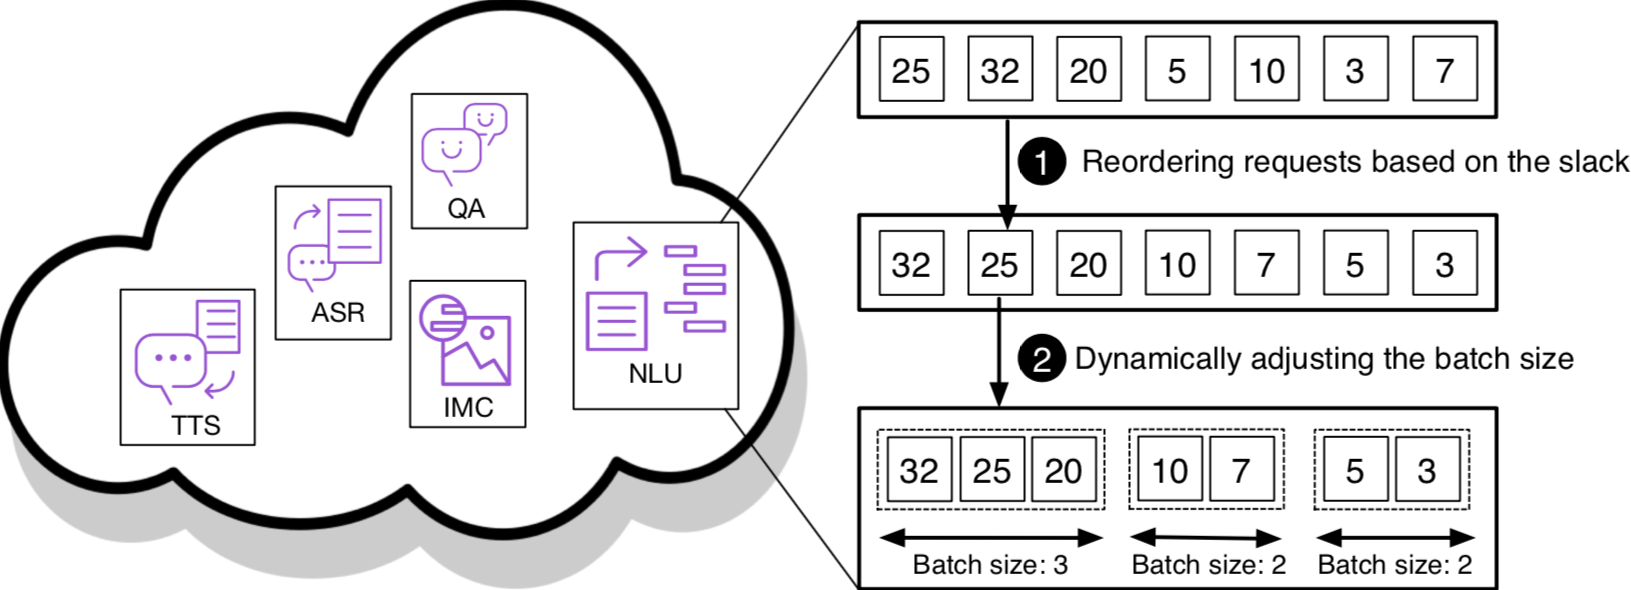 QA
ASR
TTS
IMC
NLU
25 32 20 5 10 3 7
1 Reordering requests based on the slack
32 25 20 10 7 5 3
2 Dynamically adjusting the batch size
32 25 20 10 7 5 3
Batch size: 3 Batch size: 2 Batch size: 2